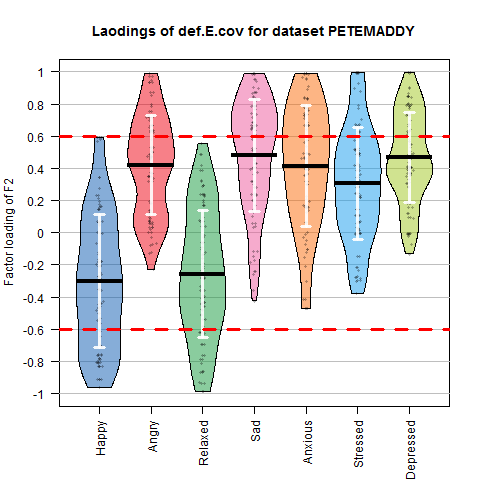 Laodings of def.E.cov for dataset PETEMADDY
Factor loading of F2
1
0.8
0.6
0.4
0.2
0
-0.2
-0.4
-0.6
-0.8
-1
Happy
Angry
Relaxed
Sad
Anxious
Stressed
Depressed